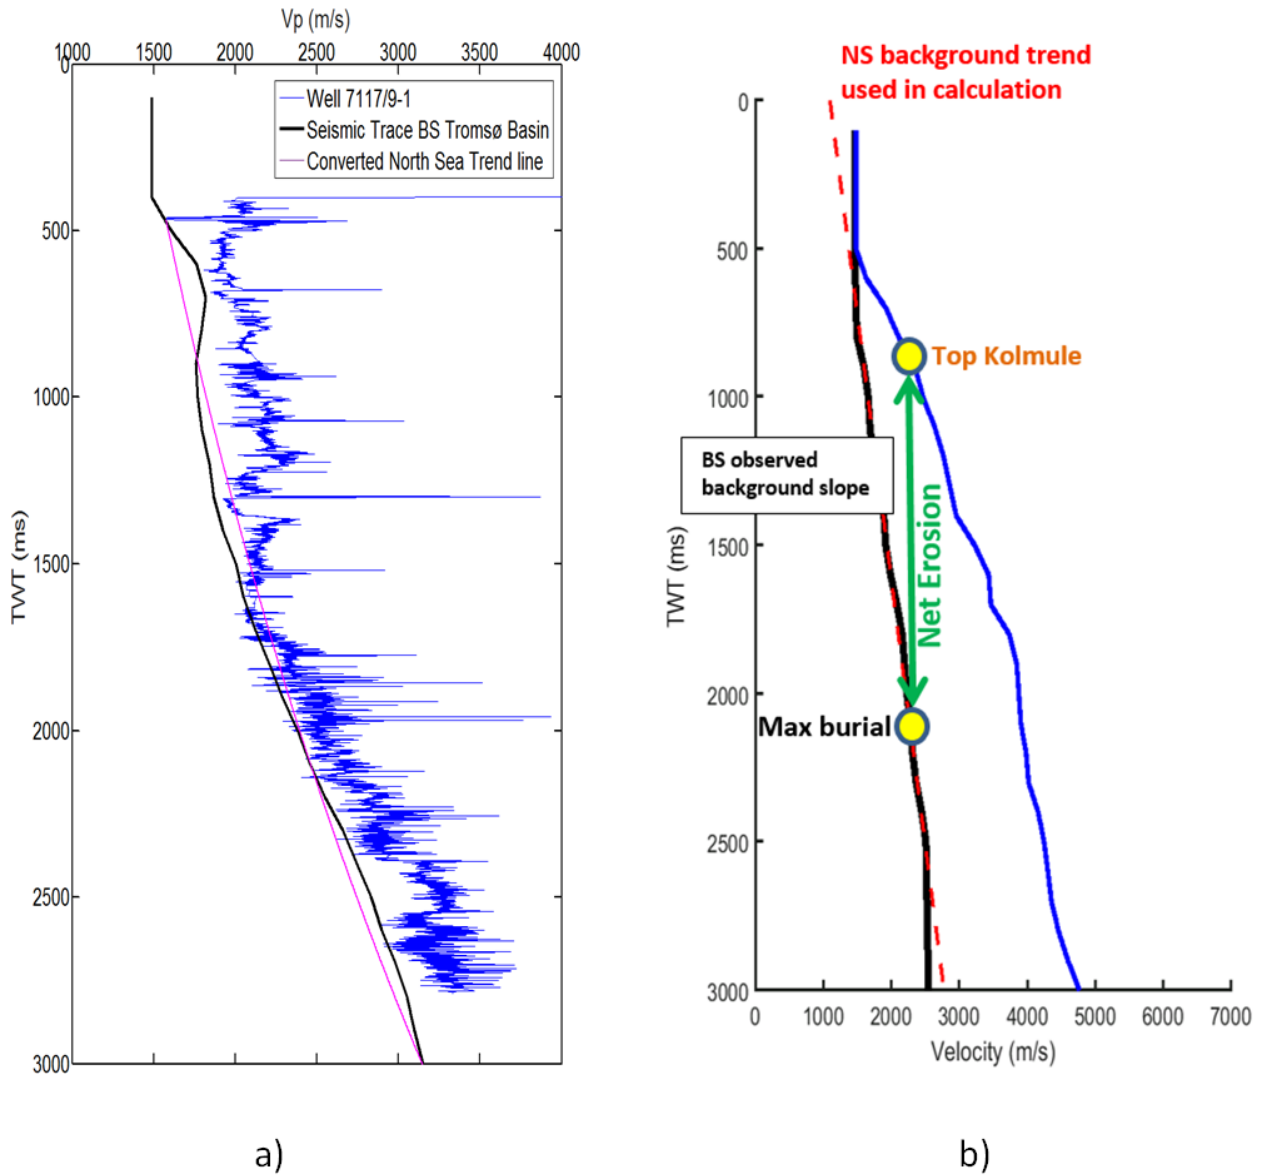 Vp (m/s)
1000 1500 2000 2500 3000 3500 4000
0
500
1000
1500
2000
2500
3000
TWT (ms)
Well 7117/9-1
Seismic Trace BS Tromsø Basin
Converted North Sea Trend line
a)
NS background trend
used in calculation
0
500
1000
1500
2000
2500
3000
TWT (ms)
Top Kolmule
BS observed
background slope
Net Erosion
Max burial
0 1000 2000 3000 4000 5000 6000 7000
Velocity (m/s)
b)